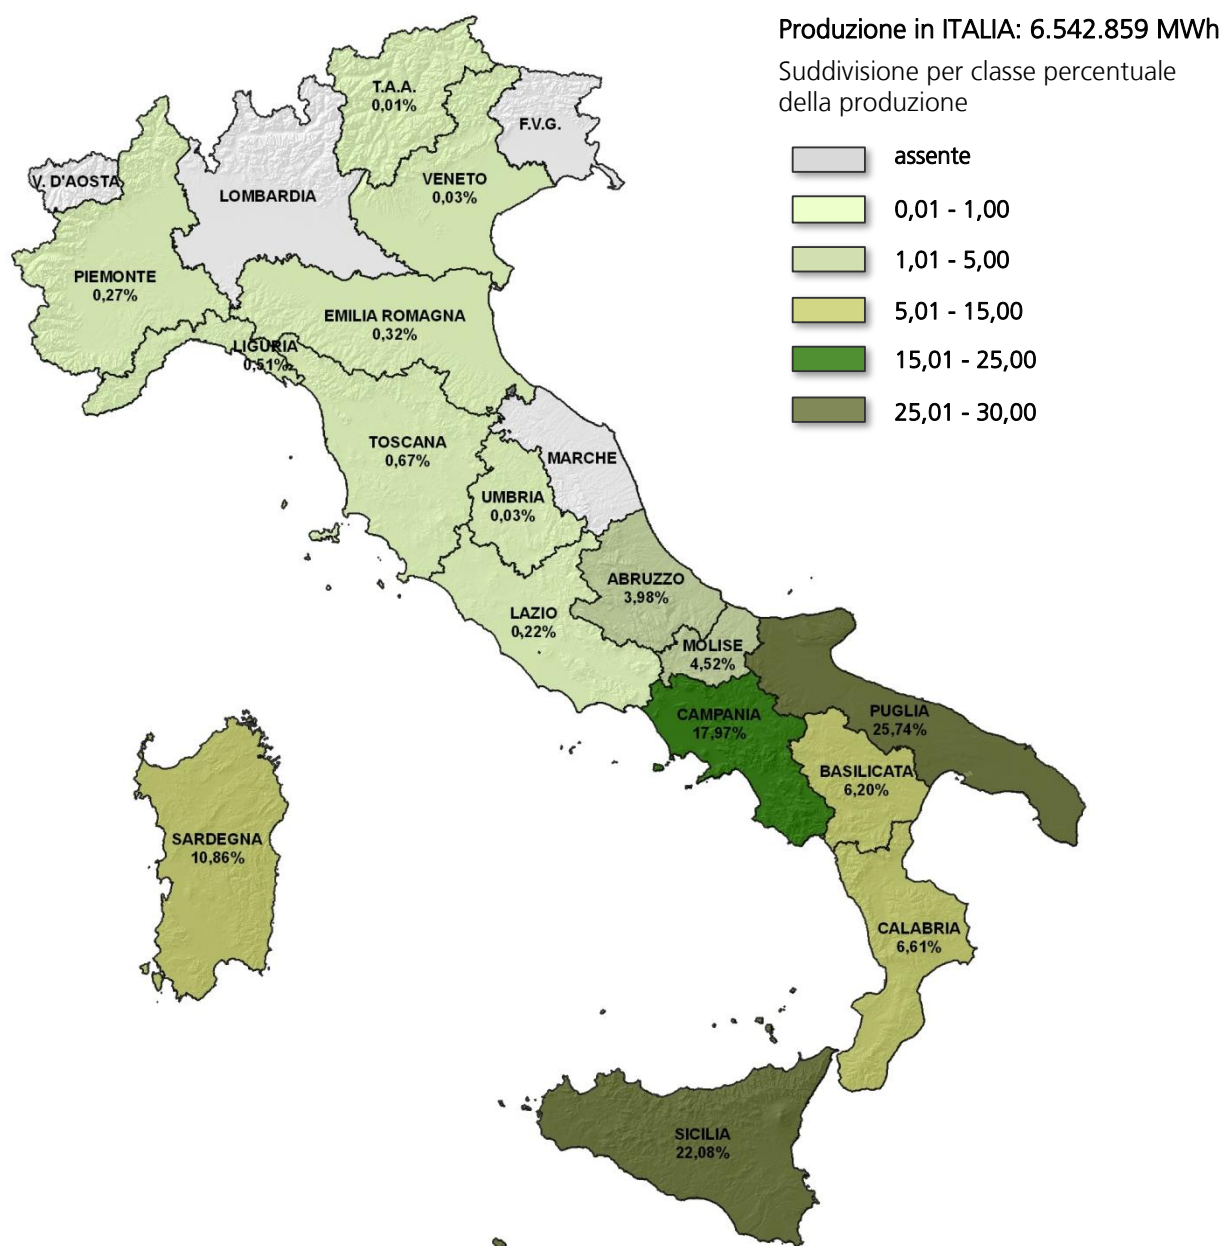 Produzione in ITALIA: 6.542.859 MWh
Suddivisione per classe percentuale
della produzione
assente
0,01 - 1,00
1,01 - 5,00
5,01 - 15,00
15,01 - 25,00
25,01 - 30,00
T.A.A.
0,01%
F.V.G.
V. D'AOSTA
LOMBARDIA
VENETO
0,03%
PIEMONTE
0,27%
EMILIA ROMAGNA
0,32%
LIGURIA
0,51%
TOSCANA
0,67%
MARCHE
UMBRIA
0,03%
ABRUZZO
3,98%
LAZIO
0,22%
MOLISE
4,52%
CAMPANIA
17,97%
PUGLIA
25,74%
BASILICATA
6,20%
SARDEGNA
10,86%
CALABRIA
6,61%
SICILIA
22,08%